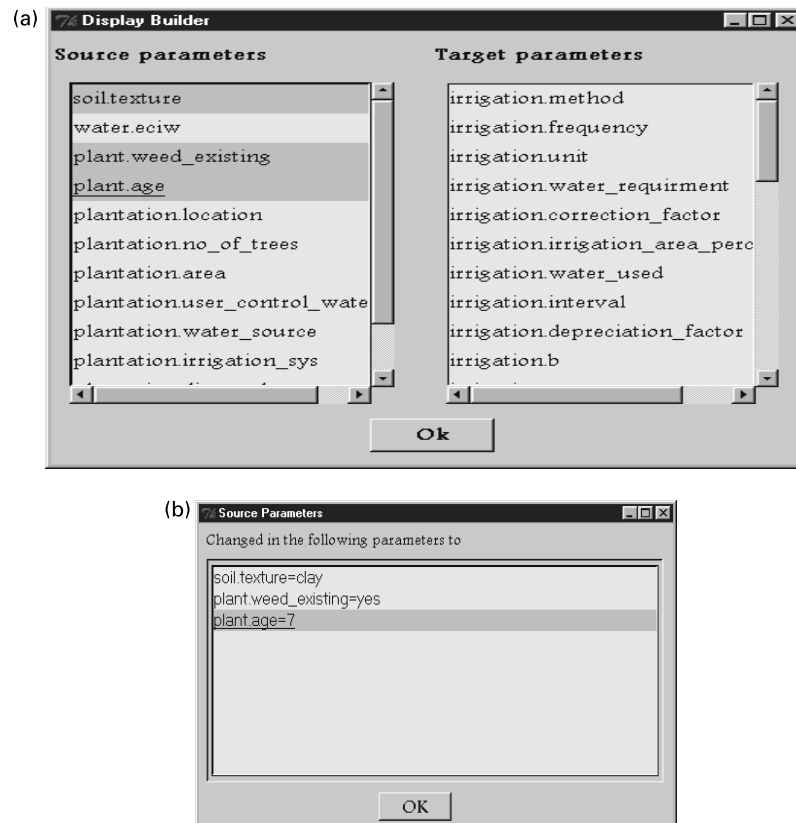 (a)
Display Builder
Source parameters
Target parameters
soil.texture
water.eciw
plant.weed_existing
plant.age
plantation.location
plantation.no_of_trees
plantation.area
plantation.user_control_wate
plantation.water_source
plantation.irrigation_sys
irrigation.method
irrigation.frequency
irrigation.unit
irrigation.water_requirment
irrigation.correction_factor
irrigation.irrigation_area_perc
irrigation.water_used
irrigation.interval
irrigation.depreciation_factor
irrigation.b
Ok
(b)
Source Parameters
Changed in the following parameters to
soil.texture=clay
plant.weed_existing=yes
plant.age=7
OK